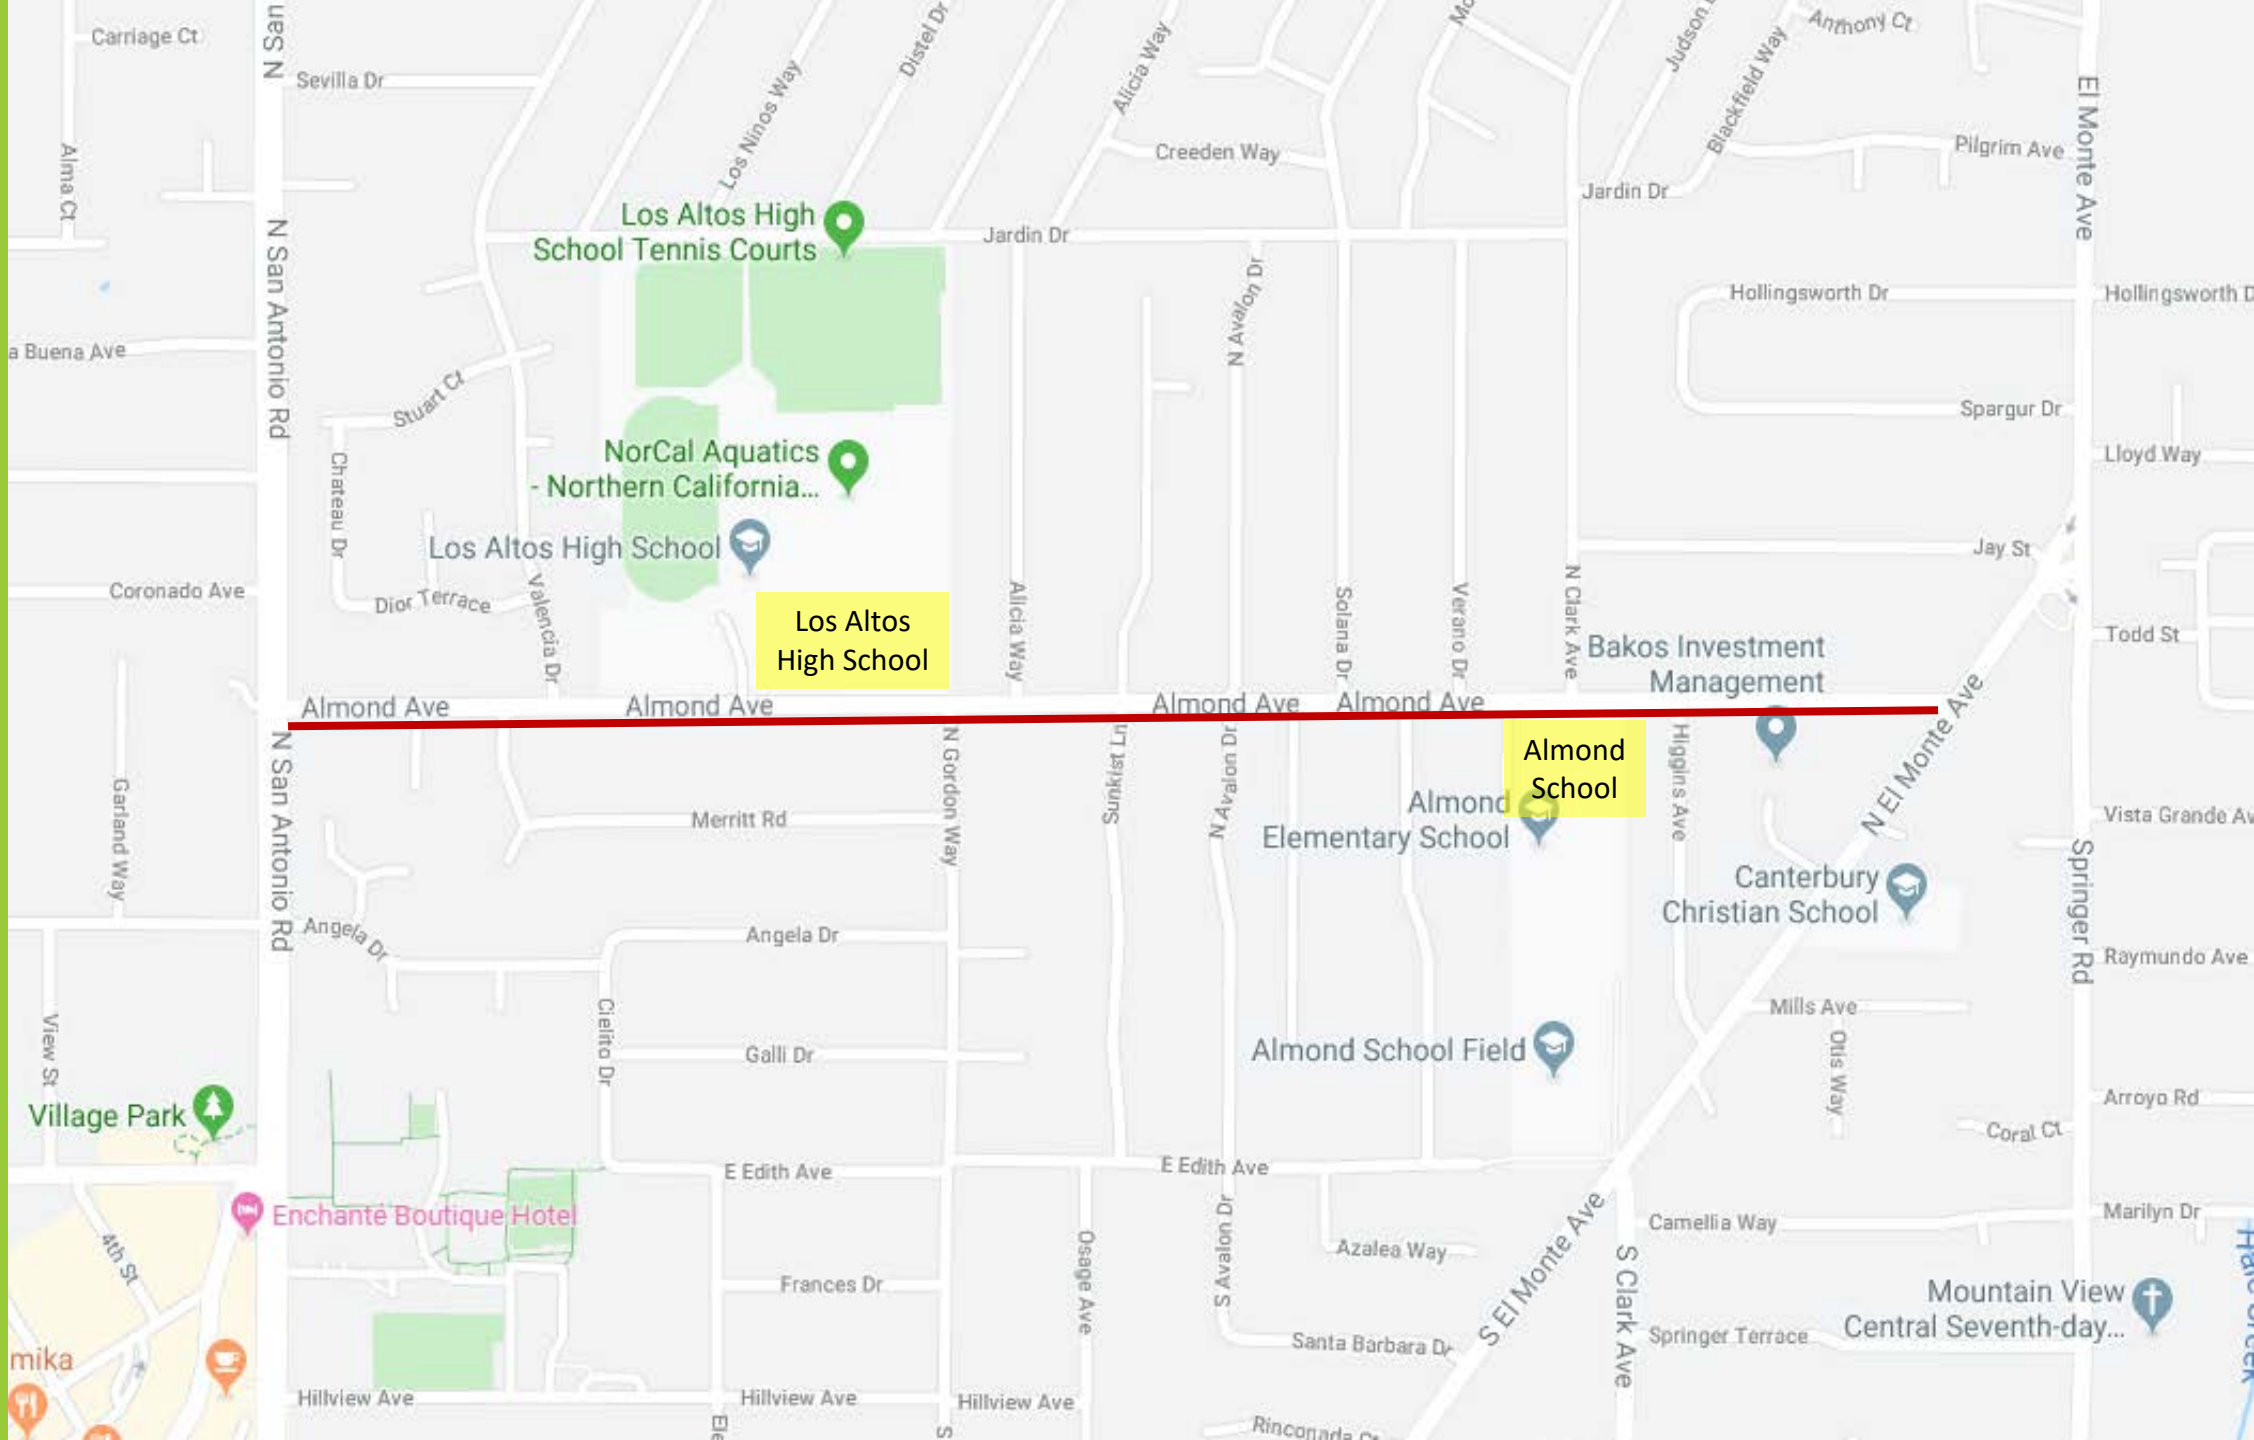 Carriage Ct
Sevilla Dr
Alma Ct
N San Antonio Rd
Los Ninos Way
Distel Dr
Alicia Way
Creeden Way
Judson
Blackfield Way
Anthony Ct
Pilgrim Ave
El Monte Ave
Jardin Dr
Los Altos High
School Tennis Courts
Jardin Dr
Hollingsworth Dr
Hollingsworth D
N Avalon Dr
a Buena Ave
Stuart Ct
Spargur Dr
Lloyd Way
Chateau Dr
NorCal Aquatics
- Northern California...
Los Altos High School
Jay St
Coronado Ave
Dior Terrace
Valencia Dr
Los Altos
High School
Alicia Way
Solana Dr
Verano Dr
N Clark Ave
Bakos Investment
Management
Todd St
Almond Ave
Almond Ave
Almond Ave
Almond Ave
N El Monte Ave
N San Antonio Rd
N Gordon Way
Sunkist Ln
N Avalon Dr
Almond
School
Higgins Ave
Garland Way
Merritt Rd
Almond
Elementary School
Vista Grande Av
Springer Rd
Canterbury
Christian School
Angela Dr
Angela Dr
Raymundo Ave
View St
Cielito Dr
Galli Dr
Almond School Field
Mills Ave
Otis Way
Arroyo Rd
Village Park
Coral Ct
E Edith Ave
E Edith Ave
Enchanté Boutique Hotel
4th St
Osage Ave
S Avalon Dr
Azalea Way
S El Monte Ave
Camellia Way
Marilyn Dr
S Clark Ave
Frances Dr
Mountain View
Central Seventh-day...
Santa Barbara Dr
Springer Terrace
mika
Hillview Ave
Hillview Ave
Hillview Ave
Ele
S